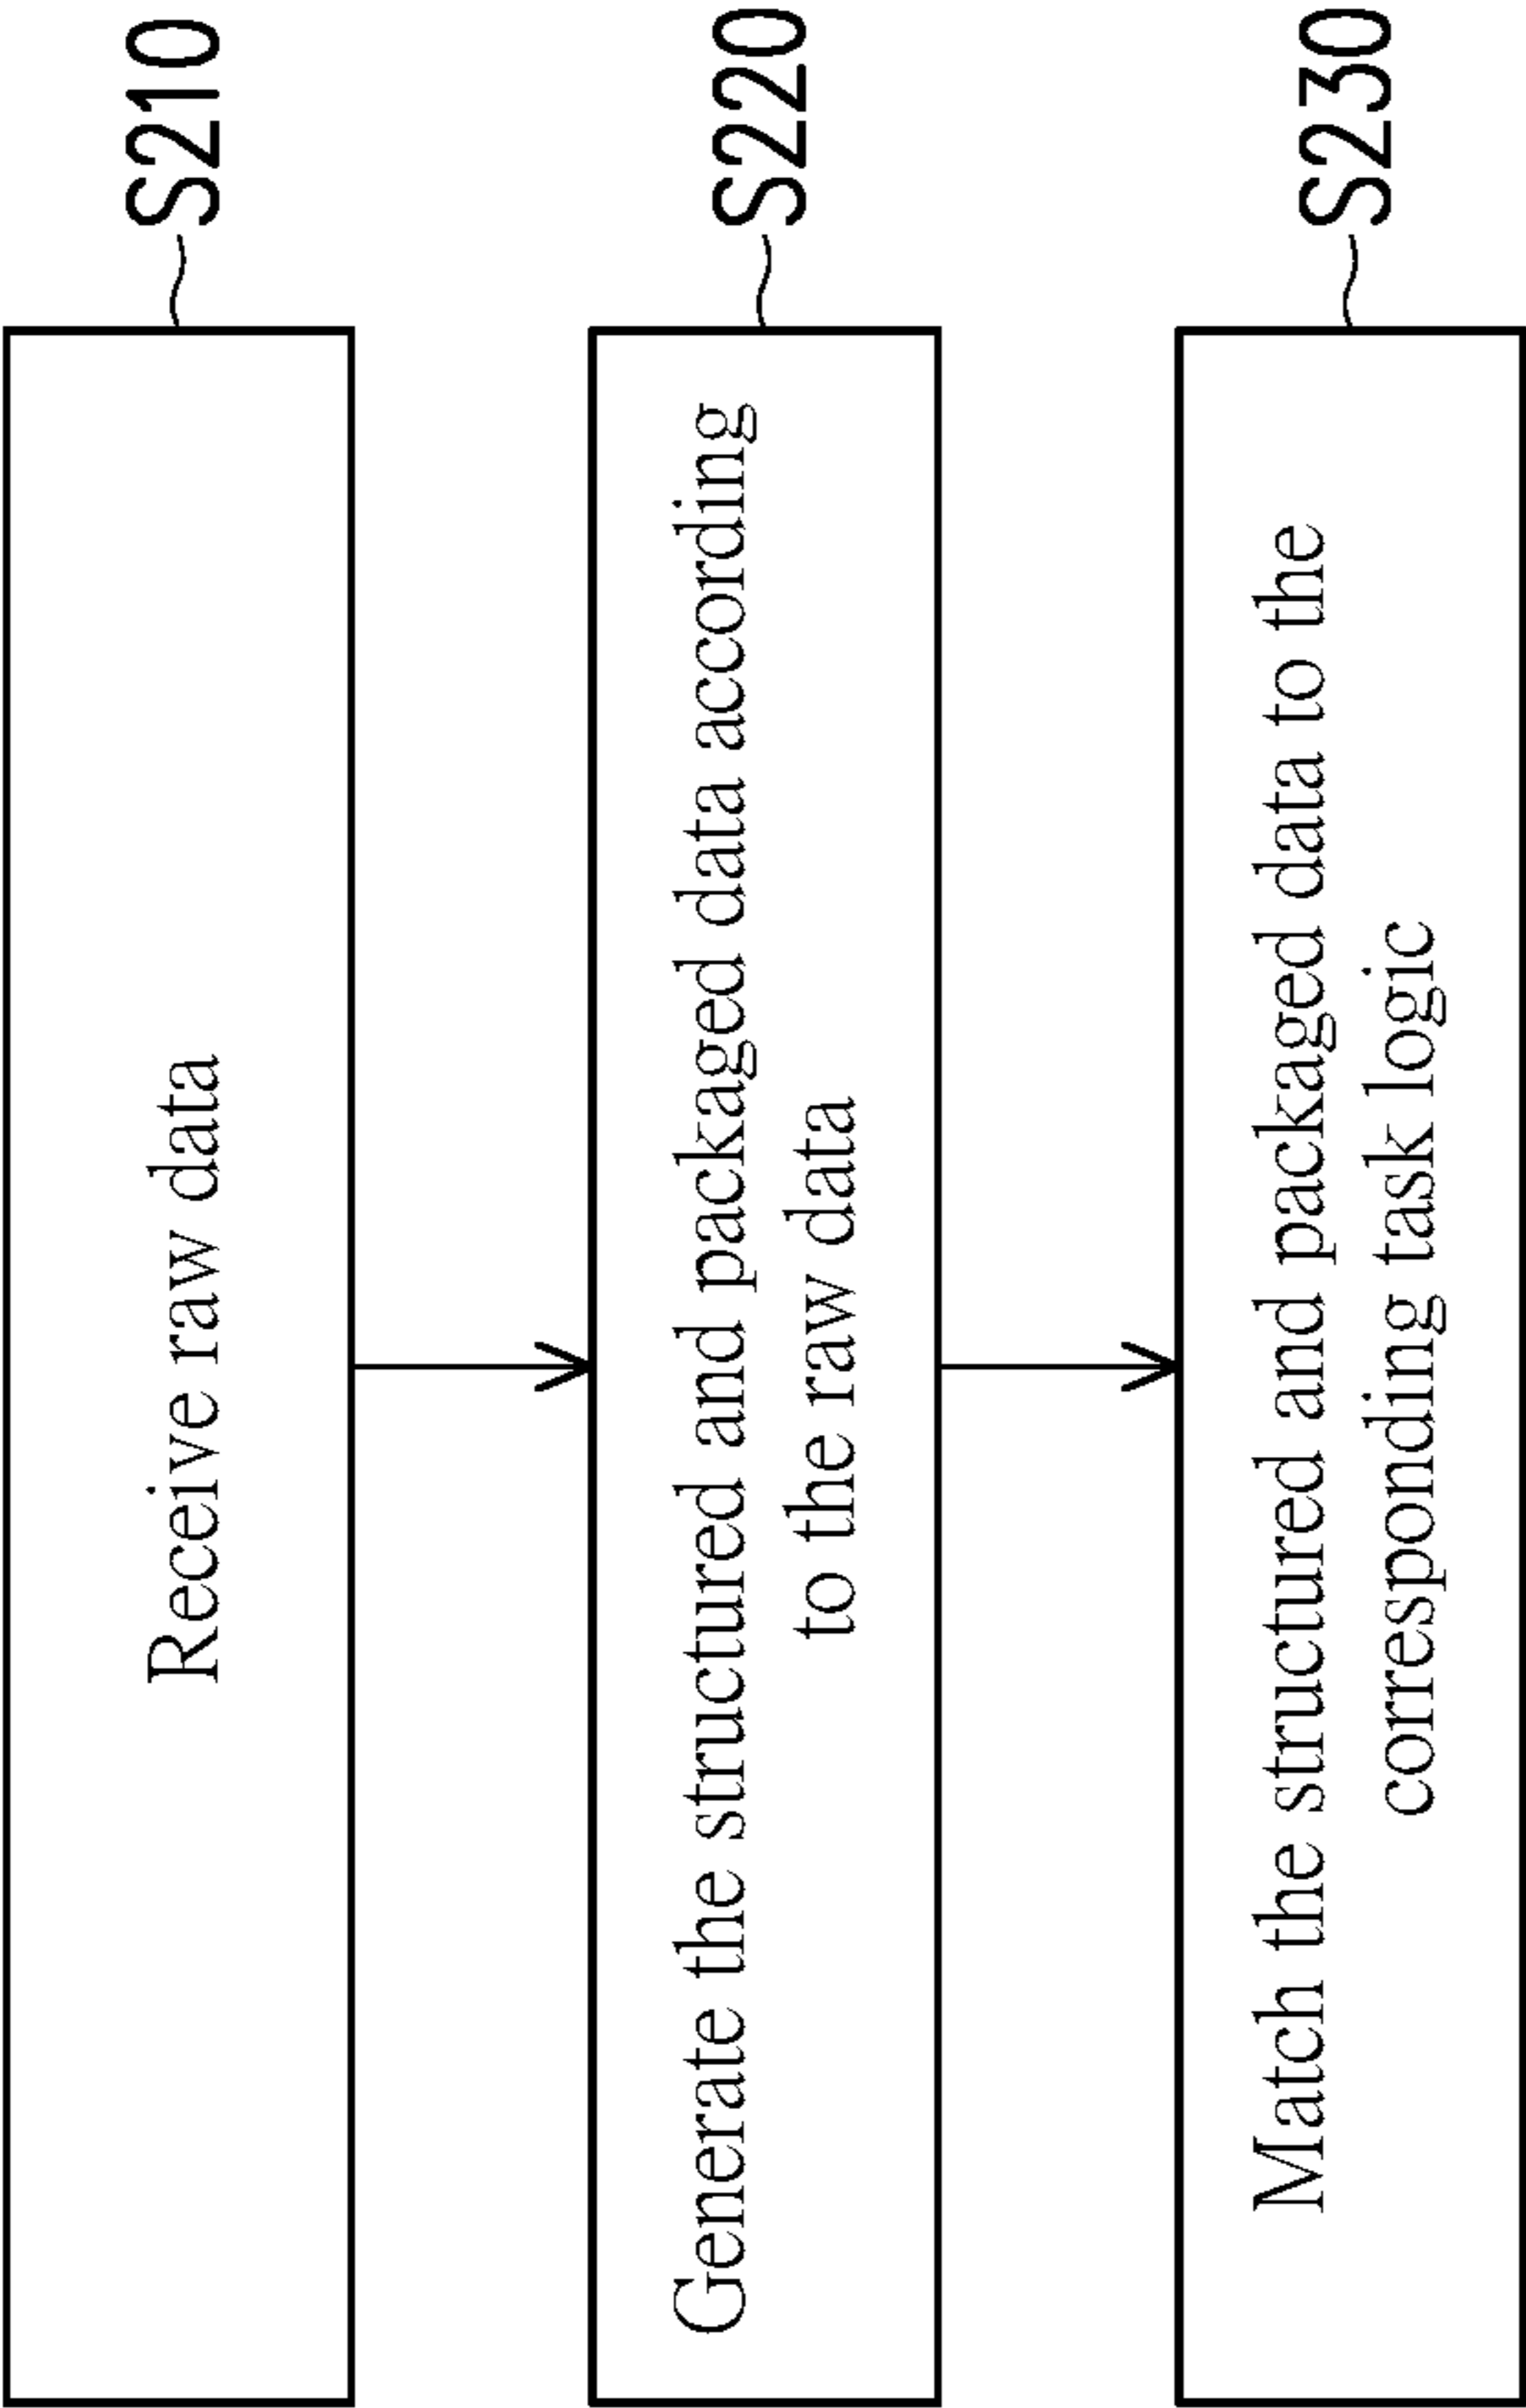 Receive raw data
S210
Generate the structured and packaged data according
to the raw data
S220
Match the structured and packaged data to the
corresponding task logic
S230